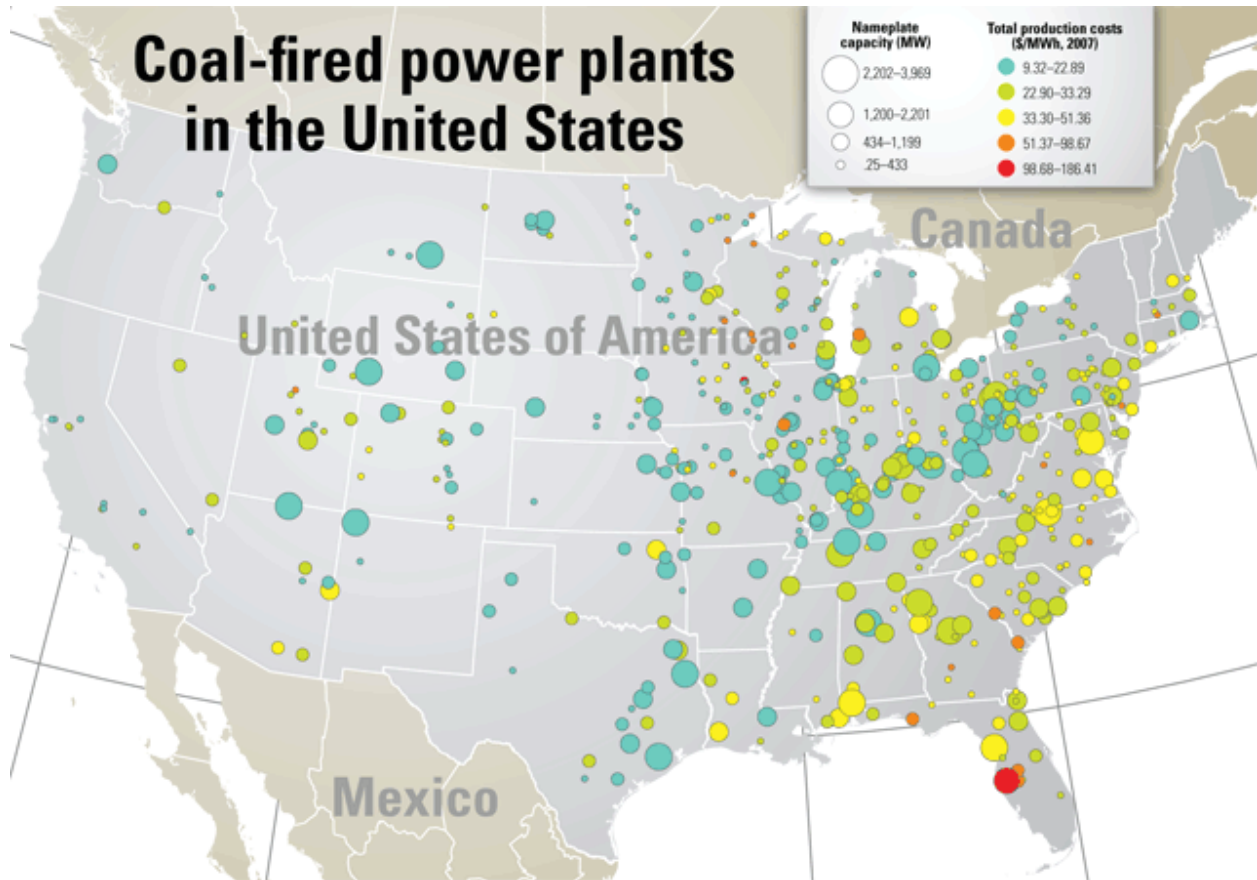 Coal-fired power plants
in the United States
Nameplate
capacity (MW)
2,202–3,969
1,200–2,201
434–1,199
.25–433
Total production costs
($/MWh, 2007)
9.32–22.89
22.90–33.29
33.30–51.36
51.37–98.67
98.68–186.41
Canada
United States of America
Mexico